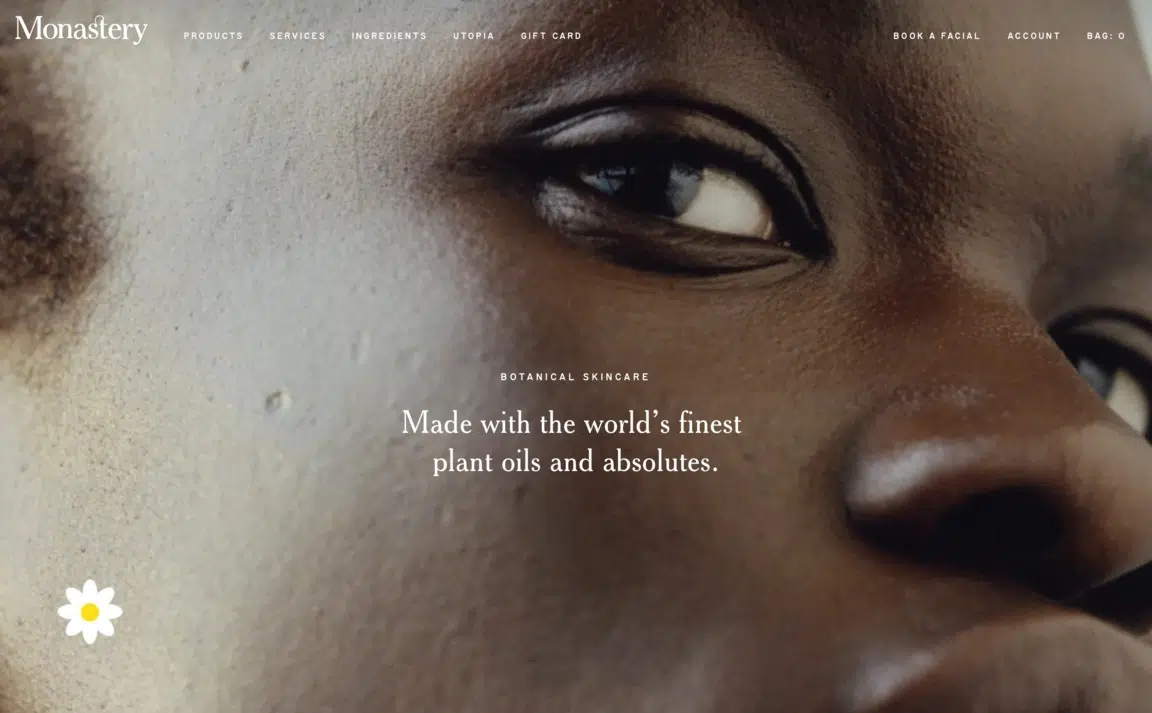 Monastery
PRODUCTS SERVICES INGREDIENTS UTOPIA GIFT CARD BOOK A FACIAL ACCOUNT BAG: 0
BOTANICAL SKINCARE
Made with the world’s finest
plant oils and absolutes.